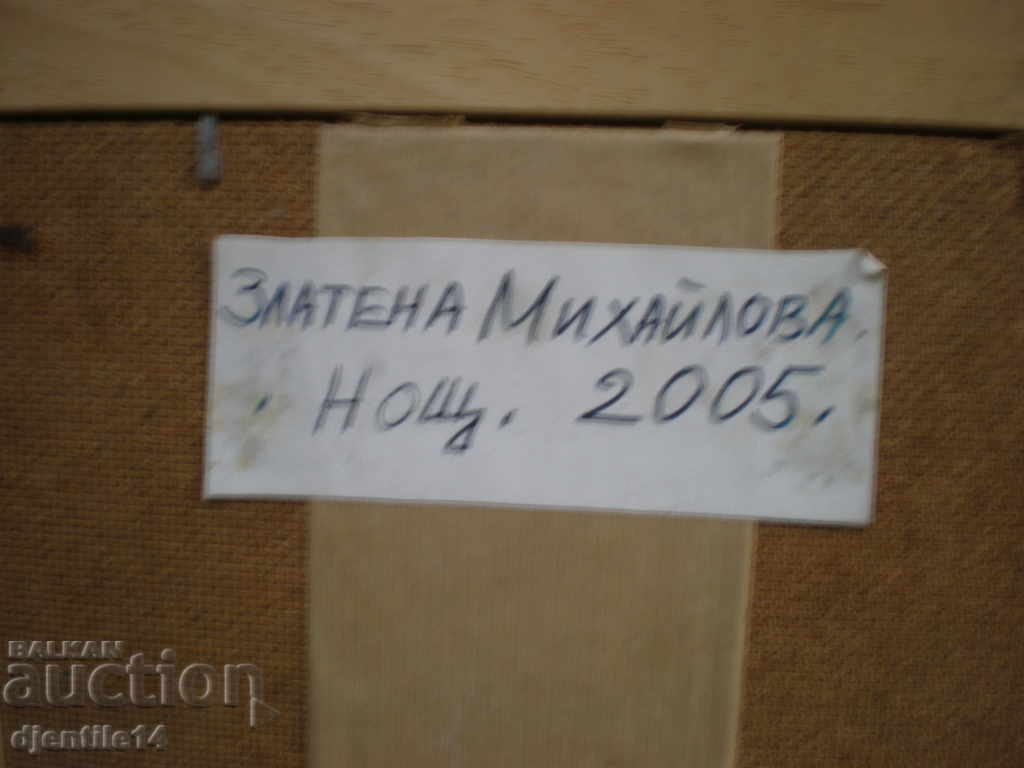 Златена Михайлова.
Нощ. 2005.
BALKAN
auction
djentile14